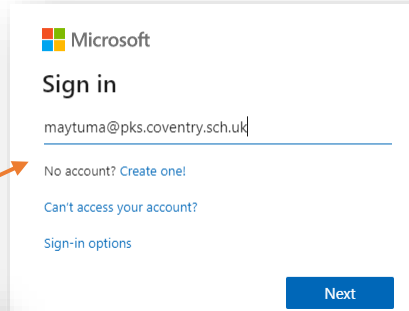 Microsoft
Sign in
maytuma@pks.coventry.sch.uk
No account? Create one!
Can't access your account?
Sign-in options
Next